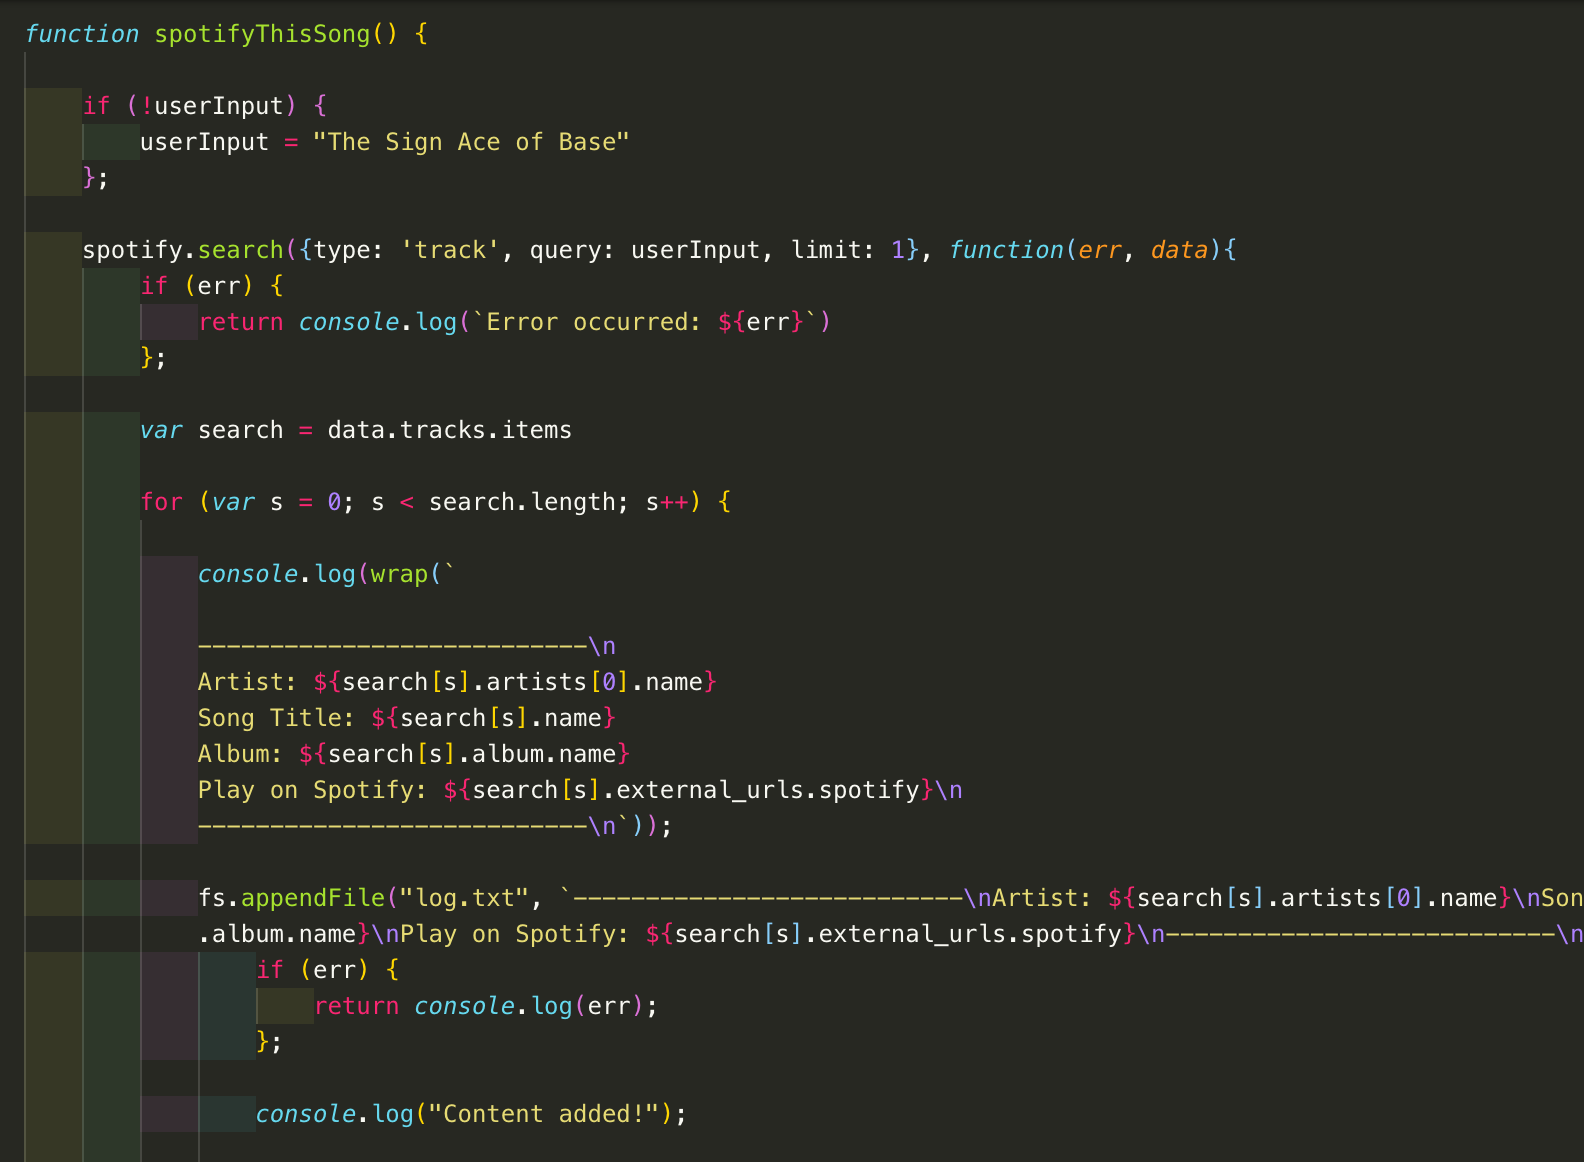 function spotifyThisSong() {
if (!userInput) {
userInput = "The Sign Ace of Base"
};
spotify.search({type: 'track', query: userInput, limit: 1}, function(err, data){
if (err) {
return console.log(`Error occurred: ${err}`)
};
var search = data.tracks.items
for (var s = 0; s < search.length; s++) {
console.log(wrap(`
---------------------------\n
Artist: ${search[s].artists[0].name}
Song Title: ${search[s].name}
Album: ${search[s].album.name}
Play on Spotify: ${search[s].external_urls.spotify}\n
---------------------------\n`));
fs.appendFile("log.txt", `---------------------------\nArtist: ${search[s].artists[0].name}\nSon
.album.name}\nPlay on Spotify: ${search[s].external_urls.spotify}\n---------------------------\n
if (err) {
return console.log(err);
};
console.log("Content added!");